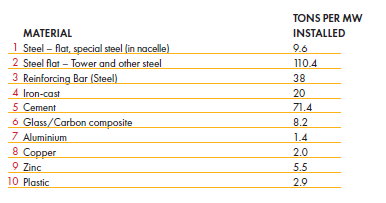 TONS PER MW
MATERIAL INSTALLED
1 Steel – flat, special steel (in nacelle) 9.6
2 Steel flat – Tower and other steel 110.4
3 Reinforcing Bar (Steel) 38
4 Iron-cast 20
5 Cement 71.4
6 Glass/Carbon composite 8.2
7 Aluminium 1.4
8 Copper 2.0
9 Zinc 5.5
10 Plastic 2.9